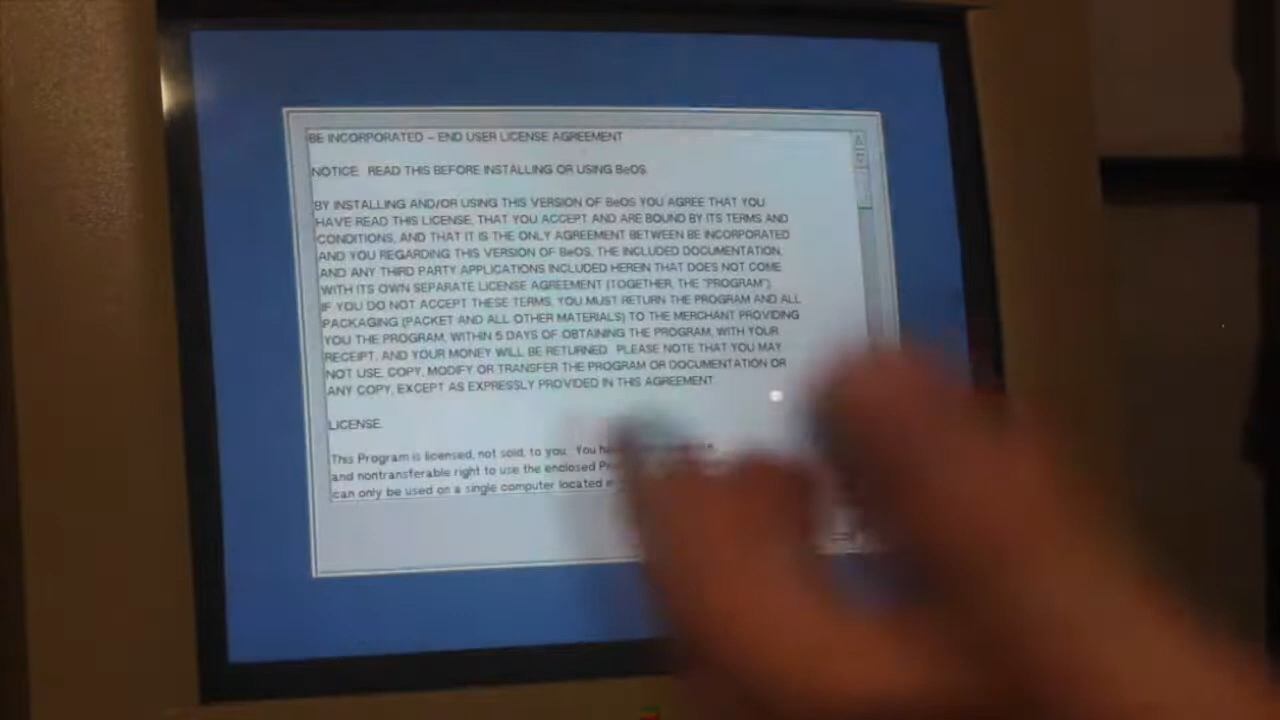 BE INCORPORATED – END USER LICENSE AGREEMENT
NOTICE: READ THIS BEFORE INSTALLING OR USING BeOS.
BY INSTALLING AND/OR USING THIS VERSION OF BeOS YOU AGREE THAT YOU
HAVE READ THIS LICENSE, THAT YOU ACCEPT AND ARE BOUND BY ITS TERMS AND
CONDITIONS, AND THAT IT IS THE ONLY AGREEMENT BETWEEN BE INCORPORATED
AND YOU REGARDING THIS VERSION OF BeOS, THE INCLUDED DOCUMENTATION,
AND ANY THIRD PARTY APPLICATIONS INCLUDED HEREIN THAT DOES NOT COME
WITH ITS OWN SEPARATE LICENSE AGREEMENT (TOGETHER, THE "PROGRAM").
IF YOU DO NOT ACCEPT THESE TERMS, YOU MUST RETURN THE PROGRAM AND ALL
PACKAGING (PACKET AND ALL OTHER MATERIALS) TO THE MERCHANT PROVIDING
YOU THE PROGRAM, WITHIN 5 DAYS OF OBTAINING THE PROGRAM, WITH YOUR
RECEIPT, AND YOUR MONEY WILL BE RETURNED. PLEASE NOTE THAT YOU MAY
NOT USE, COPY, MODIFY OR TRANSFER THE PROGRAM OR DOCUMENTATION OR
ANY COPY, EXCEPT AS EXPRESSLY PROVIDED IN THIS AGREEMENT.
LICENSE.
This Program is licensed, not sold, to you. You
and nontransferable right to use the enclosed
can only be used on a single computer located